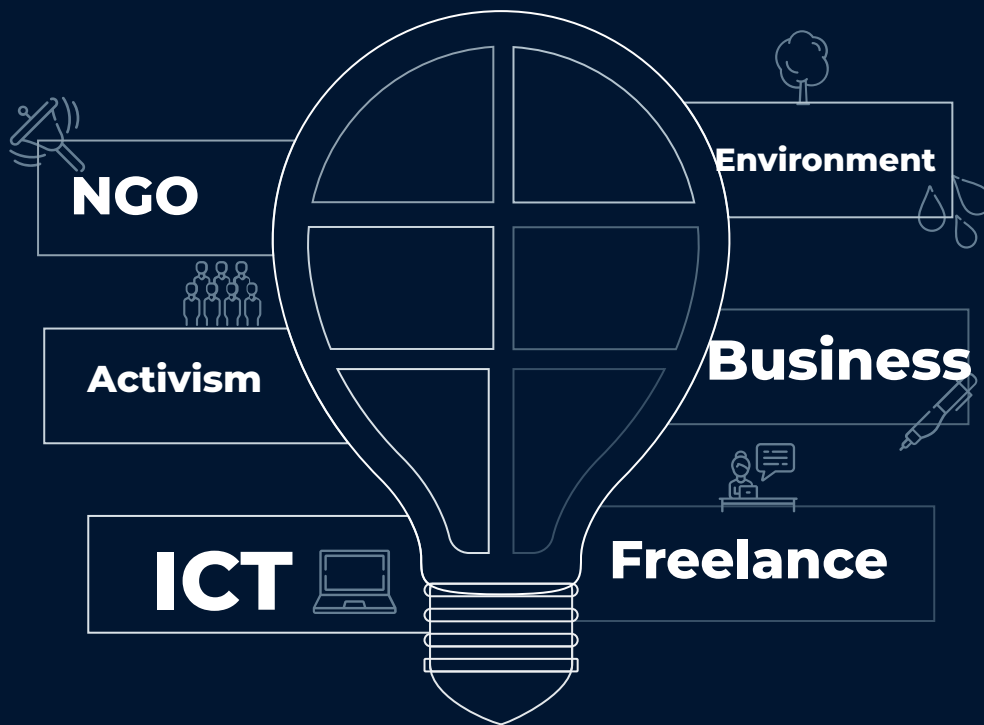 NGO
Environment
Activism
Business
ICT
Freelance